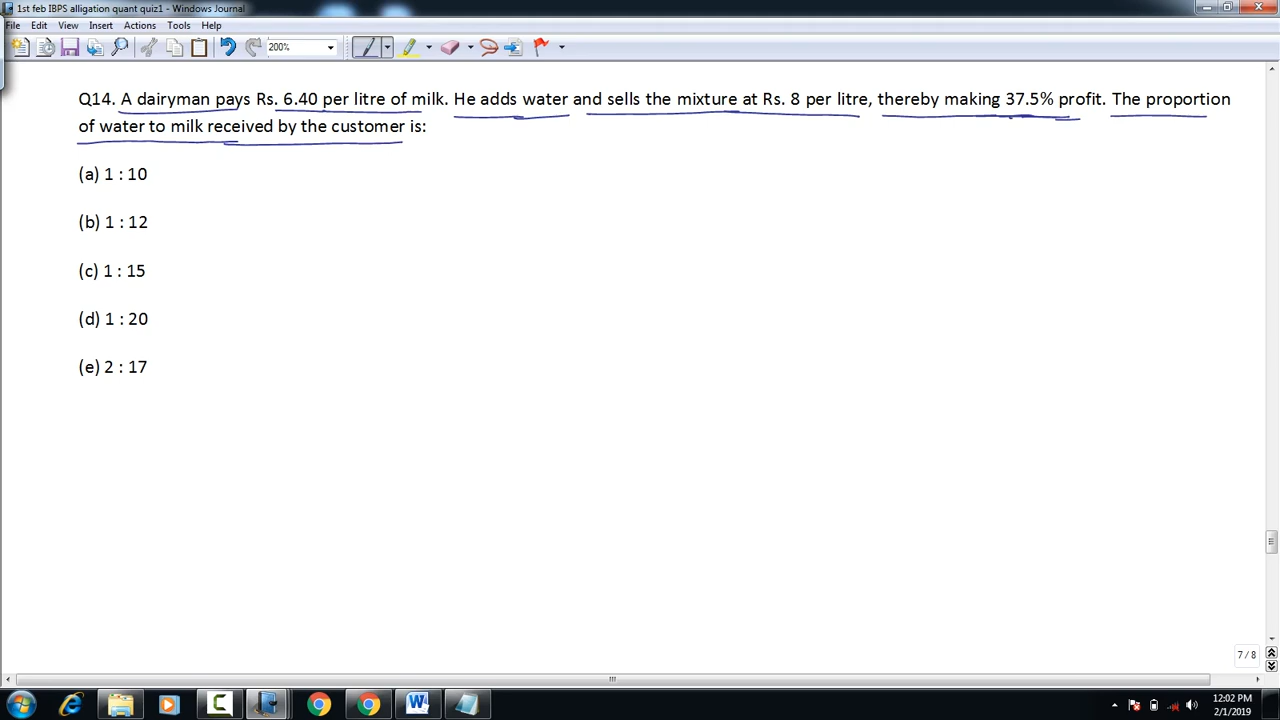 1st feb IBPS alligation quant quiz1 - Windows Journal
File Edit View Insert Actions Tools Help
200%
Q14. A dairyman pays Rs. 6.40 per litre of milk. He adds water and sells the mixture at Rs. 8 per litre, thereby making 37.5% profit. The proportion
of water to milk received by the customer is:
(a) 1 : 10
(b) 1 : 12
(c) 1 : 15
(d) 1 : 20
(e) 2 : 17
7 / 8
12:02 PM
2/1/2019